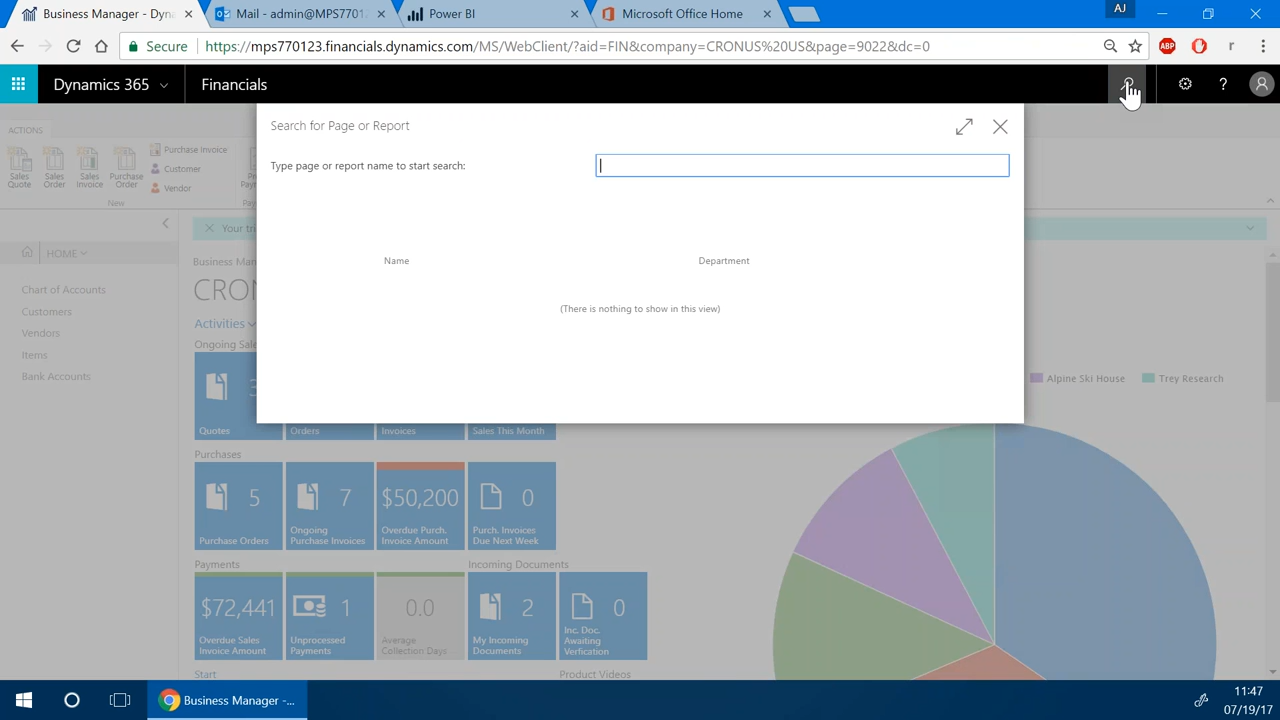 Business Manager - Dyna
Mail - admin@MPS7701
Power BI
Microsoft Office Home
AJ
Secure
https://mps770123.financials.dynamics.com/MS/WebClient/?aid=FIN&company=CRONUS%20US&page=9022&dc=0
ABP
r
Dynamics 365
Financials
?
ACTIONS
Search for Page or Report
Type page or report name to start search:
Name
Department
(There is nothing to show in this view)
Sales Quote
Sales Order
Sales Invoice
Purchase Order
Purchase Invoice
Customer
Vendor
New
HOME
Chart of Accounts
Customers
Vendors
Items
Bank Accounts
Business Man
CRON
Activities
Ongoing Sale
Quotes
Orders
Invoices
Sales This Month
Alpine Ski House
Trey Research
Purchases
5
Purchase Orders
7
Ongoing Purchase Invoices
$50,200
Overdue Purch. Invoice Amount
0
Purch. Invoices Due Next Week
Payments
Incoming Documents
$72,441
Overdue Sales Invoice Amount
1
Unprocessed Payments
0.0
Average Collection Days...
2
My Incoming Documents
0
Inc. Doc. Awaiting Verfication
Start
Product Videos
Business Manager -...
11:47
07/19/17